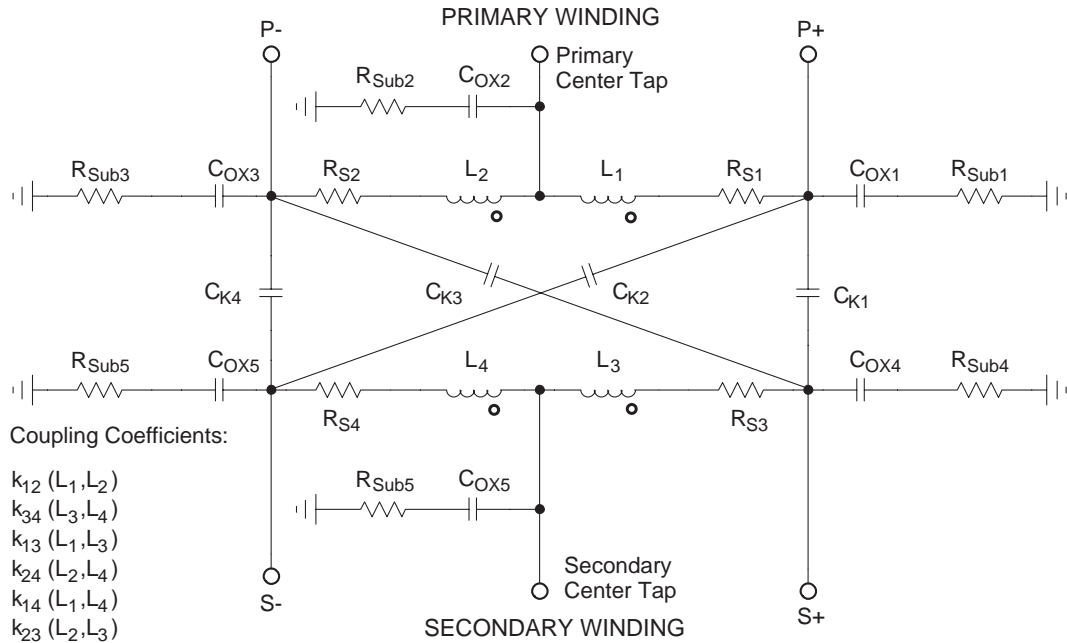 PRIMARY WINDING
P-
P+
Primary
Center Tap
RSub2
COX2
RSub3
COX3
RS2
L2
L1
RS1
COX1
RSub1
CK4
CK3
CK2
CK1
RSub5
COX5
RS4
L4
L3
RS3
COX4
RSub4
Coupling Coefficients:
k12 (L1,L2)
k34 (L3,L4)
k13 (L1,L3)
k24 (L2,L4)
k14 (L1,L4)
k23 (L2,L3)
RSub5
COX5
S-
Secondary
Center Tap
S+
SECONDARY WINDING